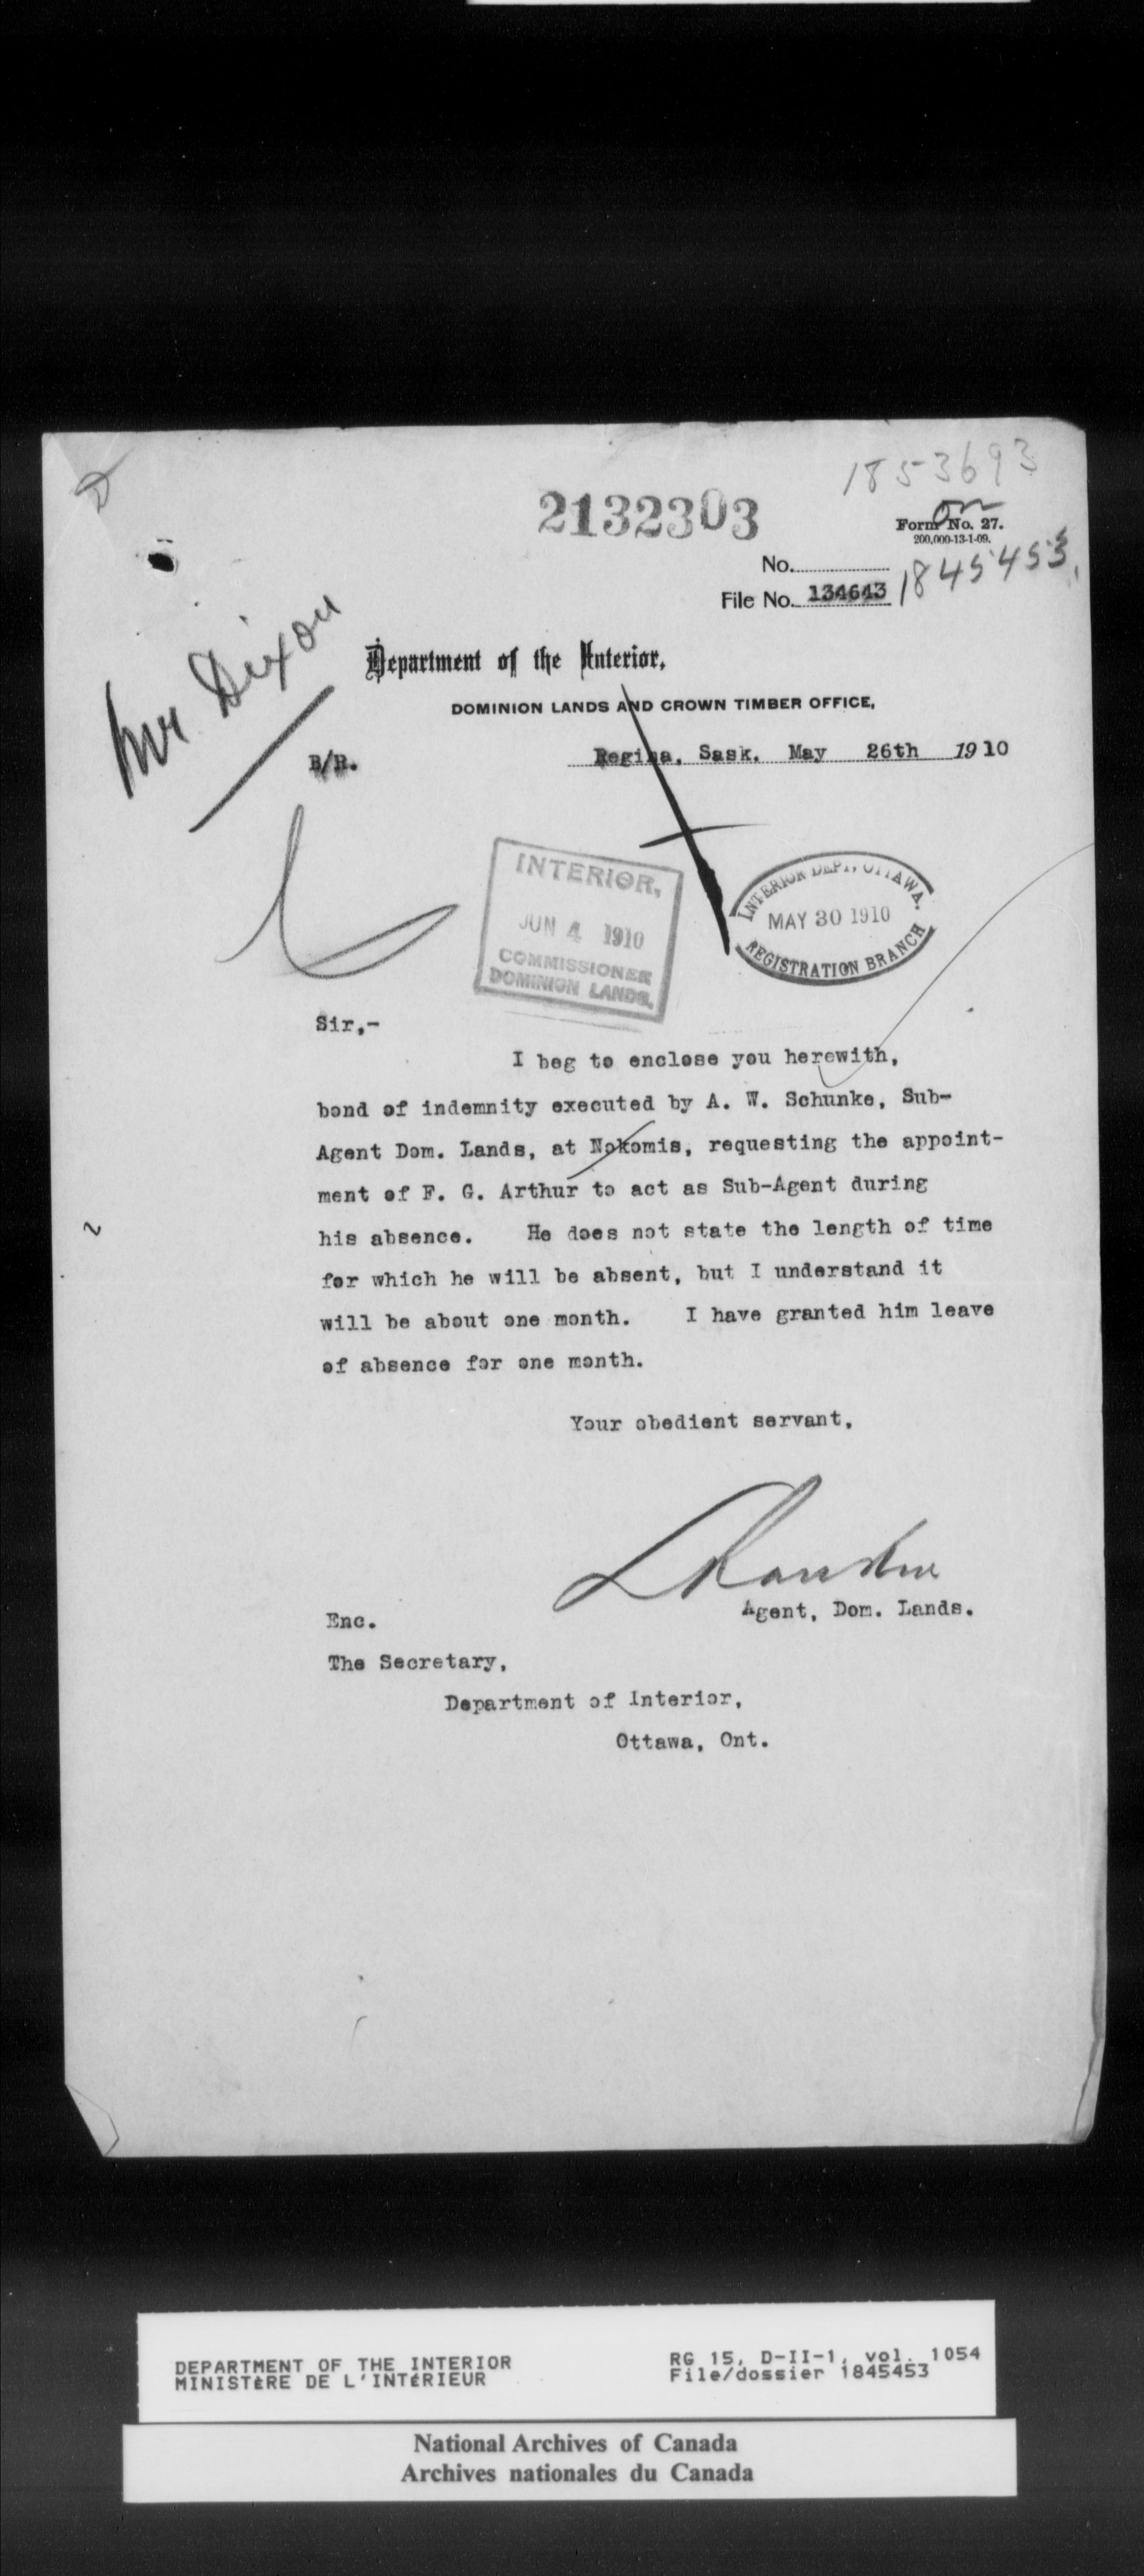 1853693
2132303
on
Form No. 27.
200,000-13-1-09.
No.
1845453
File No. 134643
Mr Dixon
Department of the Interior,
DOMINION LANDS AND CROWN TIMBER OFFICE,
B/R.
Regina, Sask. May 26th 1910
INTERIOR,
JUN 4 1910
COMMISSIONER
DOMINION LANDS.
INTERIOR DEPT. OTTAWA.
MAY 30 1910
REGISTRATION BRANCH
Sir,-
I beg to enclose you herewith,
bond of indemnity executed by A. W. Schunke, Sub-
Agent Dom. Lands, at Nokomis, requesting the appoint-
ment of F. G. Arthur to act as Sub-Agent during
his absence. He does not state the length of time
for which he will be absent, but I understand it
will be about one month. I have granted him leave
of absence for one month.
Your obedient servant,
Agent, Dom. Lands.
Enc.
The Secretary,
Department of Interior,
Ottawa, Ont.
DEPARTMENT OF THE INTERIOR
MINISTÈRE DE L'INTÉRIEUR
RG 15, D-II-1, vol. 1054
File/dossier 1845453
National Archives of Canada
Archives nationales du Canada